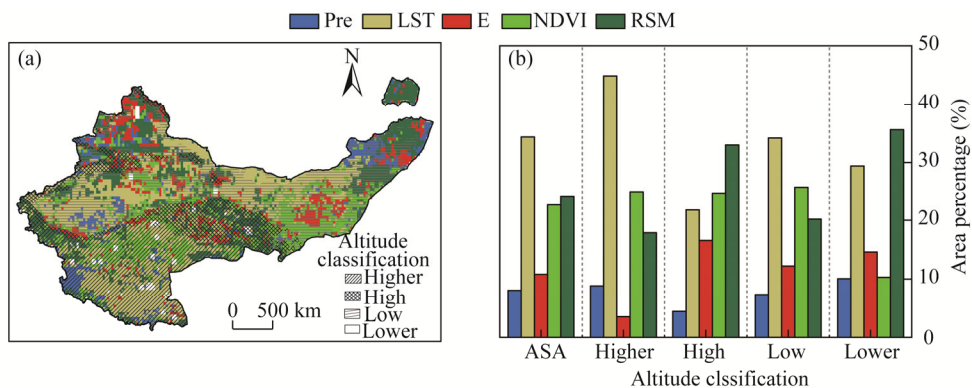 Pre LST E NDVI RSM
(a)
N
Altitude
classification
Higher
High
Low
Lower
0 500 km
(b)
50
40
30
20
10
0
Area percentage (%)
ASA Higher High Low Lower
Altitude clssification